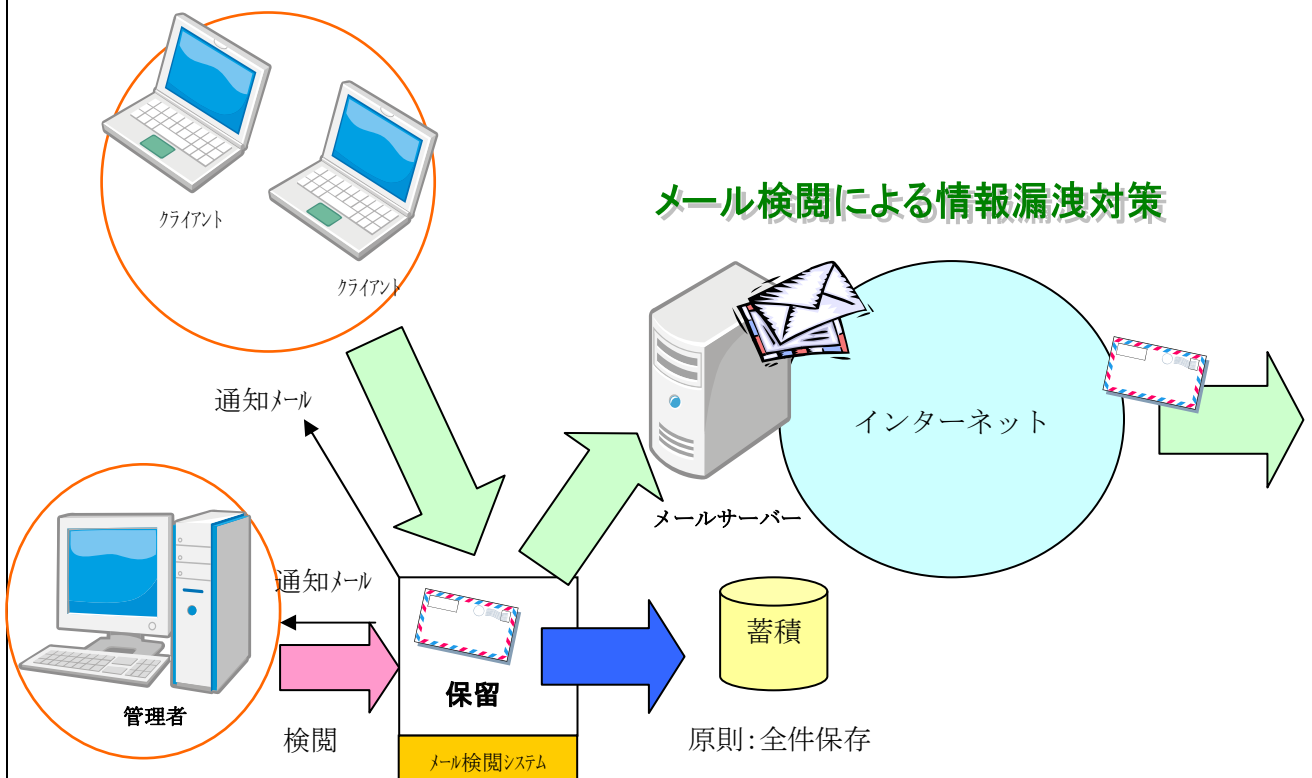 クライアント
クライアント
メール検閲による情報漏洩対策
通知メール
インターネット
メールサーバー
通知メール
蓄積
保留
管理者
検閲
原則：全件保存
メール検閲システム